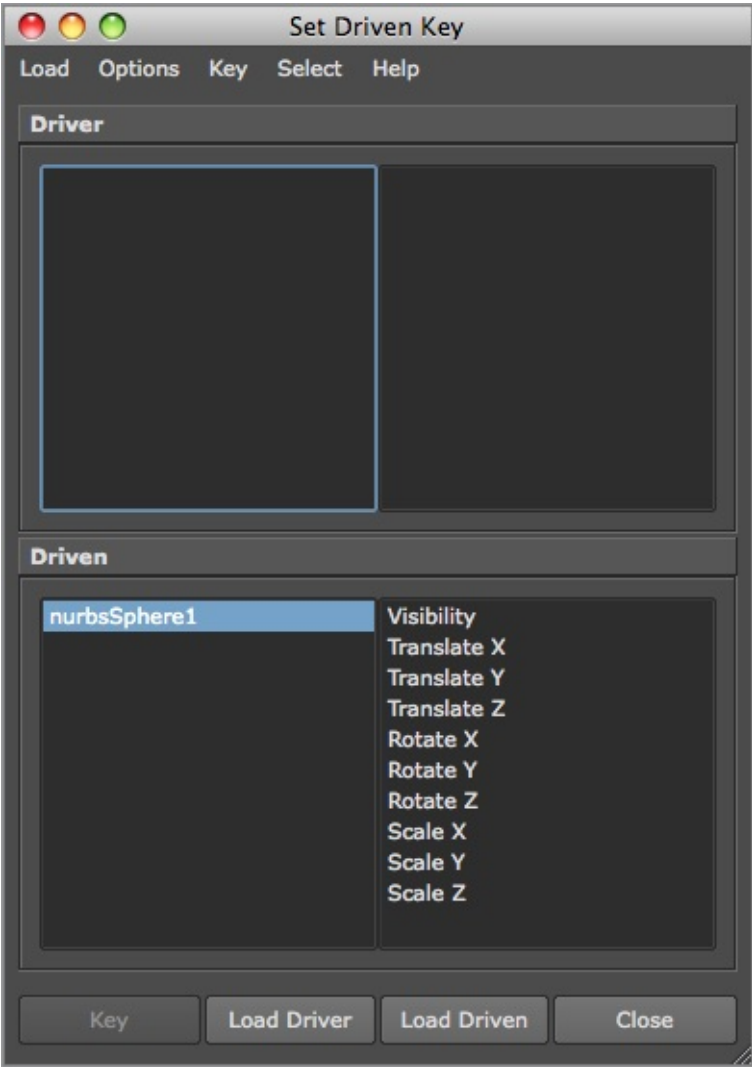 Set Driven Key
Load Options Key Select Help
Driver
Driven
nurbsSphere1 Visibility
Translate X
Translate Y
Translate Z
Rotate X
Rotate Y
Rotate Z
Scale X
Scale Y
Scale Z
Key Load Driver Load Driven Close